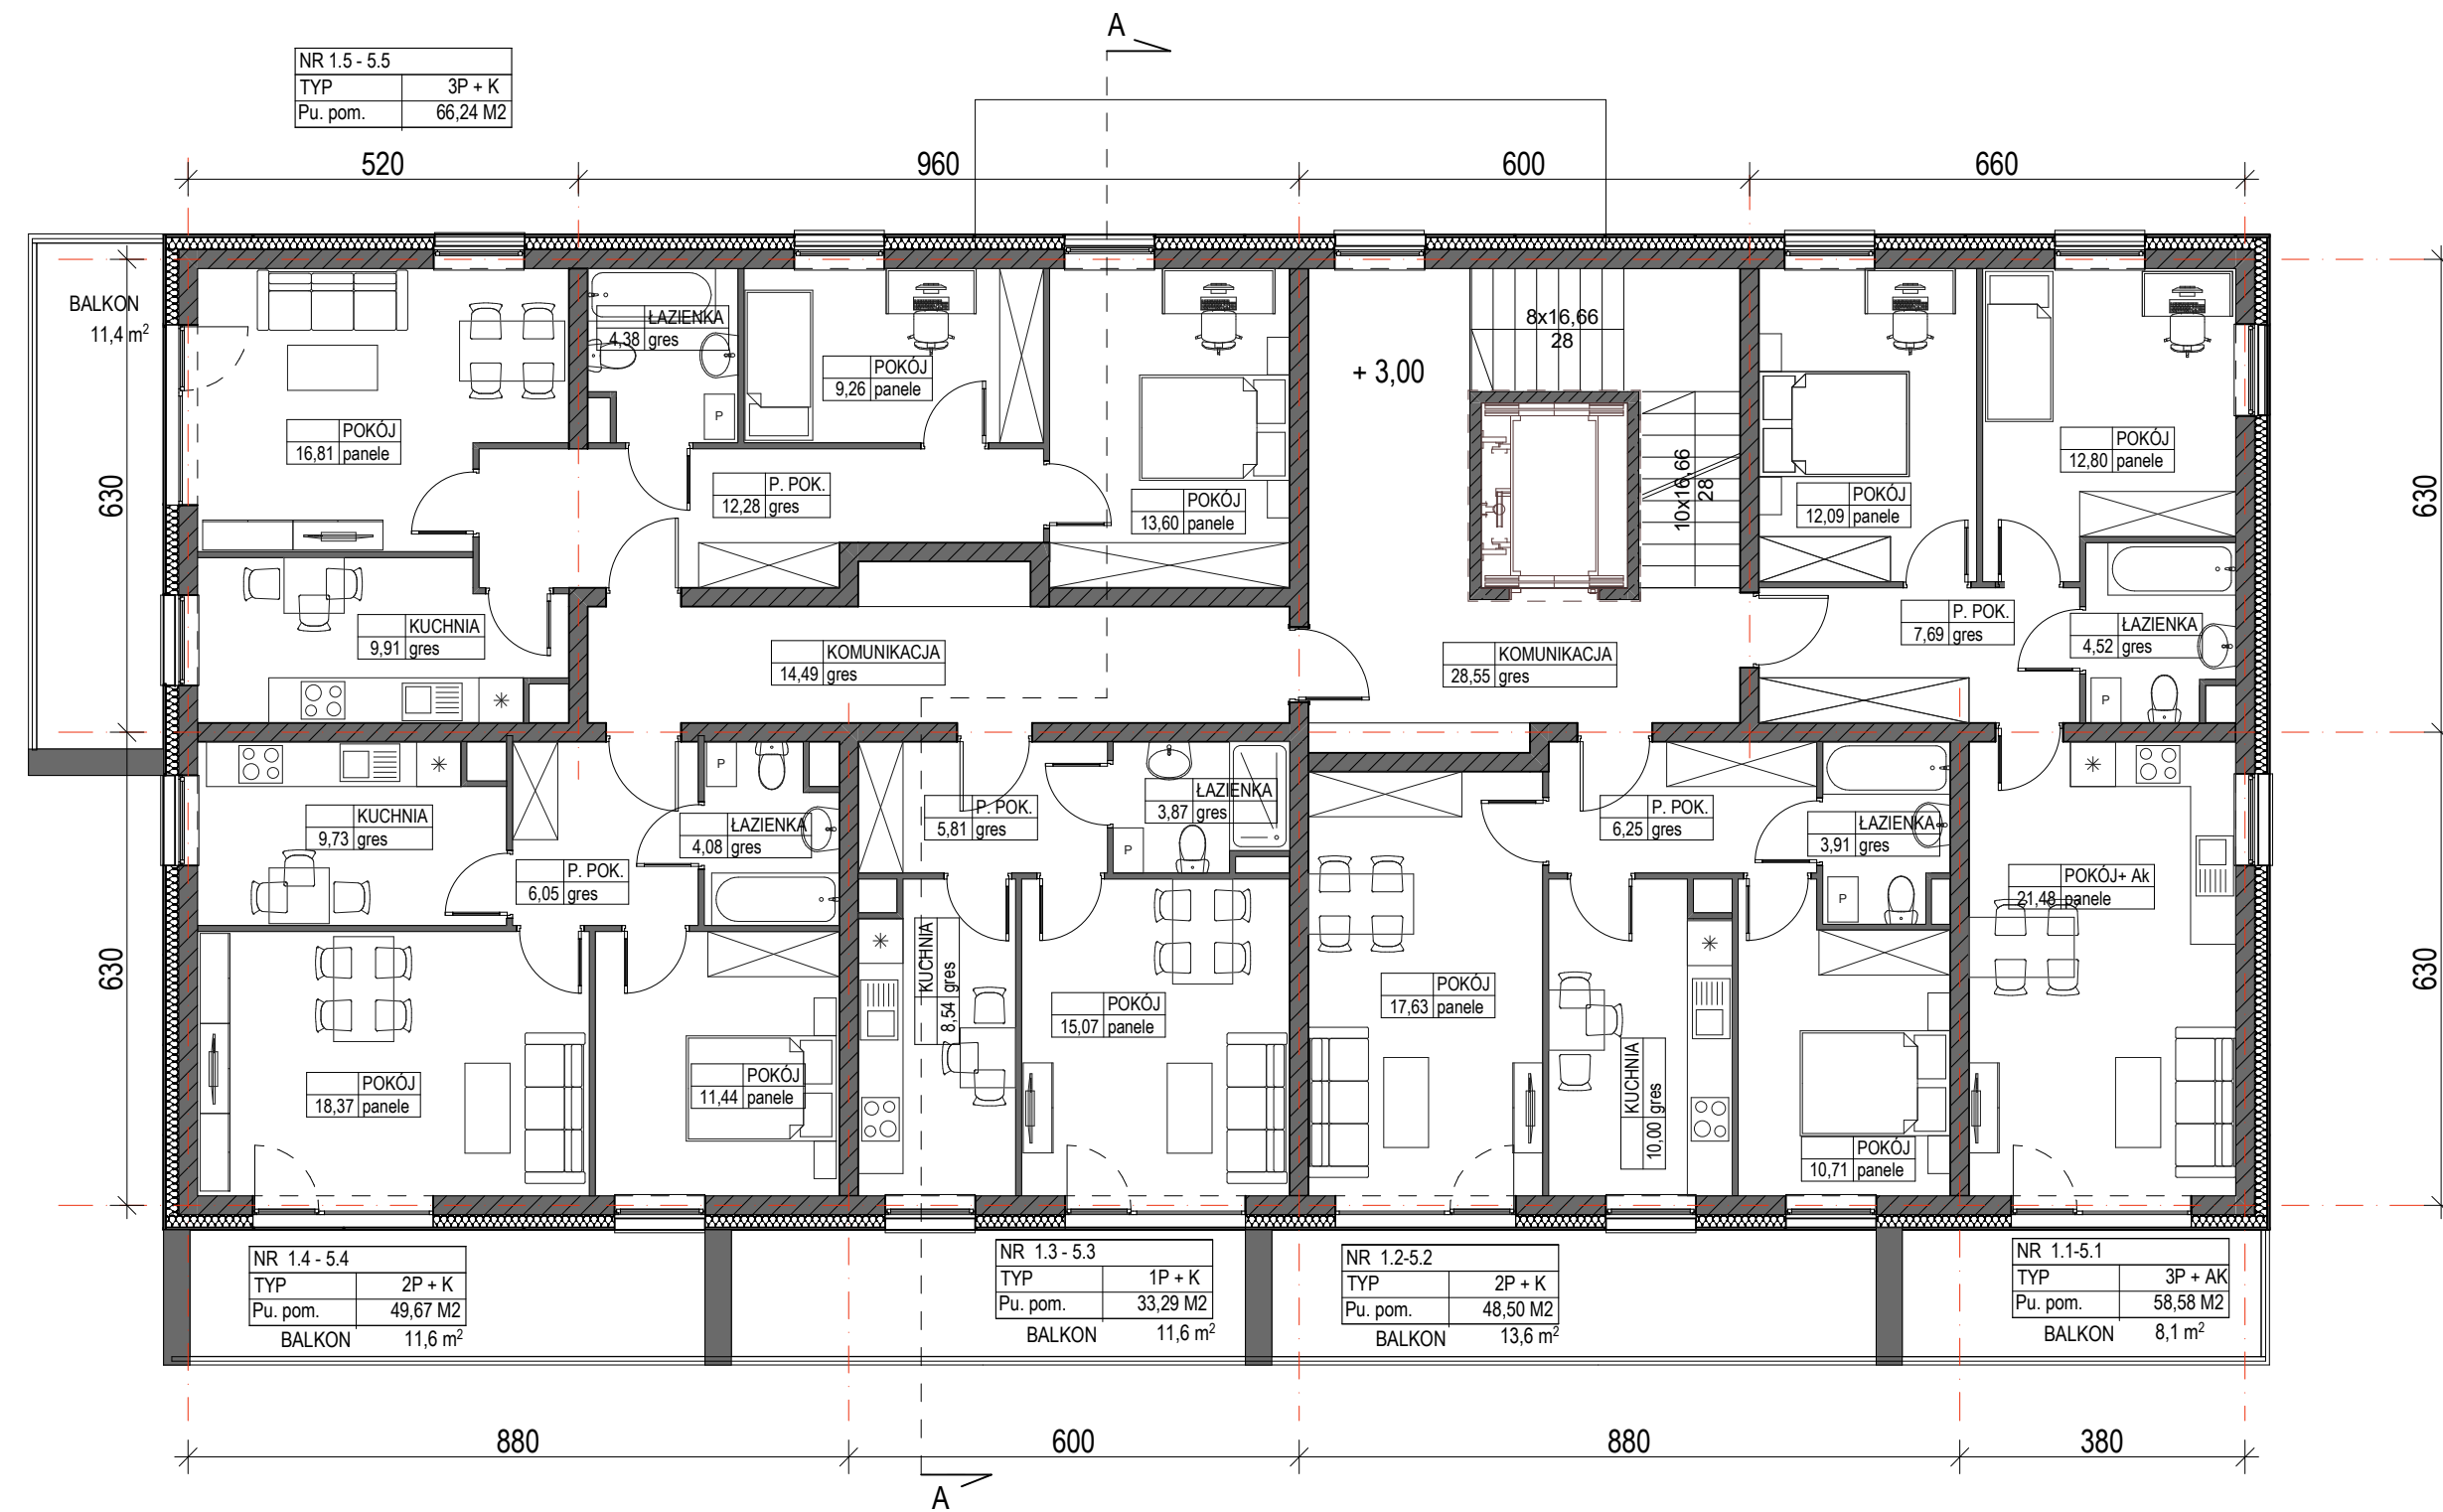 A
NR 1.5 - 5.5
TYP 3P + K
Pu. pom. 66,24 M2
520 960 600 660
BALKON
11,4 m²
ŁAZIENKA
4,38 gres
POKÓJ
9,26 panele
8x16,66
28
+ 3,00
POKÓJ
16,81 panele
P
POKÓJ
12,80 panele
P. POK.
12,28 gres
POKÓJ
13,60 panele
10x16,66
28
POKÓJ
12,09 panele
630
630
KUCHNIA
9,91 gres
KOMUNIKACJA
14,49 gres
KOMUNIKACJA
28,55 gres
P. POK.
7,69 gres
ŁAZIENKA
4,52 gres
P
KUCHNIA
9,73 gres
P
ŁAZIENKA
4,08 gres
P. POK.
6,05 gres
P. POK.
5,81 gres
ŁAZIENKA
3,87 gres
P
P. POK.
6,25 gres
ŁAZIENKA
3,91 gres
P
POKÓJ+ Ak
21,48 panele
630
630
KUCHNIA
8,54 gres
POKÓJ
15,07 panele
POKÓJ
17,63 panele
KUCHNIA
10,00 gres
POKÓJ
18,37 panele
POKÓJ
11,44 panele
POKÓJ
10,71 panele
NR 1.4 - 5.4
TYP 2P + K
Pu. pom. 49,67 M2
BALKON 11,6 m²
NR 1.3 - 5.3
TYP 1P + K
Pu. pom. 33,29 M2
BALKON 11,6 m²
NR 1.2-5.2
TYP 2P + K
Pu. pom. 48,50 M2
BALKON 13,6 m²
NR 1.1-5.1
TYP 3P + AK
Pu. pom. 58,58 M2
BALKON 8,1 m²
880 600 880 380
A